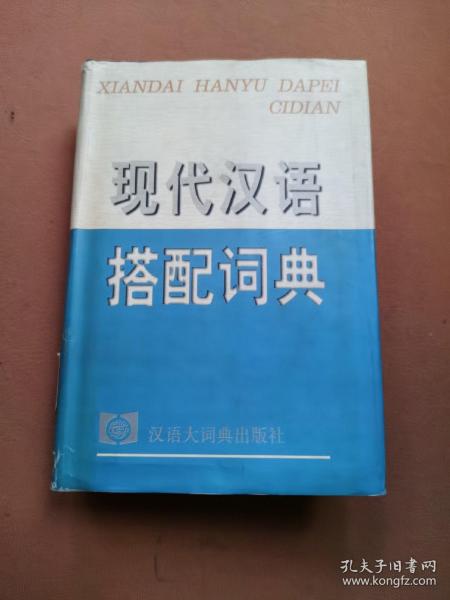 XIANDAI HANYU DAPEI
CIDIAN
现代汉语
搭配词典
汉语大词典出版社
孔夫子旧书网
www.kongfz.com